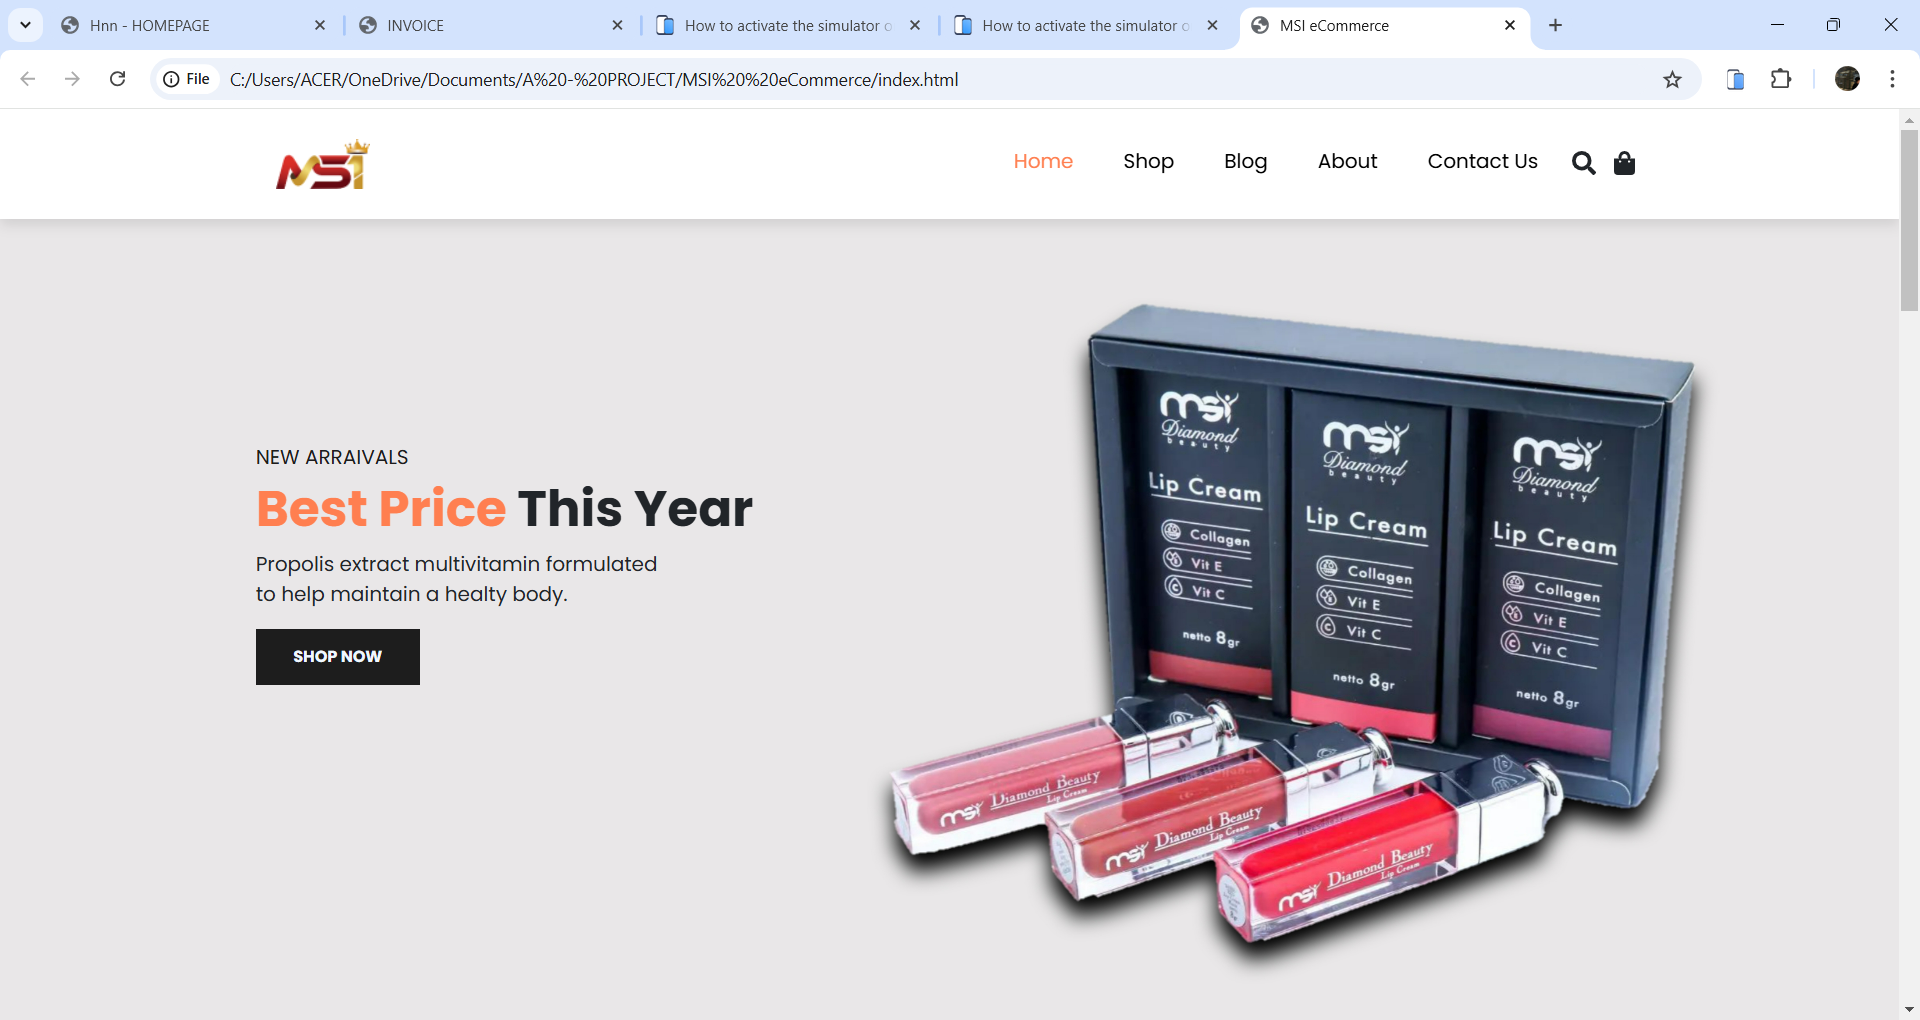 Hnn - HOMEPAGE
INVOICE
How to activate the simulator o
How to activate the simulator o
MSI eCommerce
File
C:/Users/ACER/OneDrive/Documents/A%20-%20PROJECT/MSI%20%20eCommerce/index.html
MSI
Home
Shop
Blog
About
Contact Us
NEW ARRAIVALS
Best Price This Year
Propolis extract multivitamin formulated
to help maintain a healty body.
SHOP NOW
msi
Diamond
beauty
Lip Cream
Collagen
Vit E
Vit C
netto 8gr
msi
Diamond
beauty
Lip Cream
Collagen
Vit E
Vit C
netto 8gr
msi
Diamond
beauty
Lip Cream
Collagen
Vit E
Vit C
netto 8gr
msi Diamond Beauty
Lip Cream
msi Diamond Beauty
Lip Cream
msi Diamond Beauty
Lip Cream